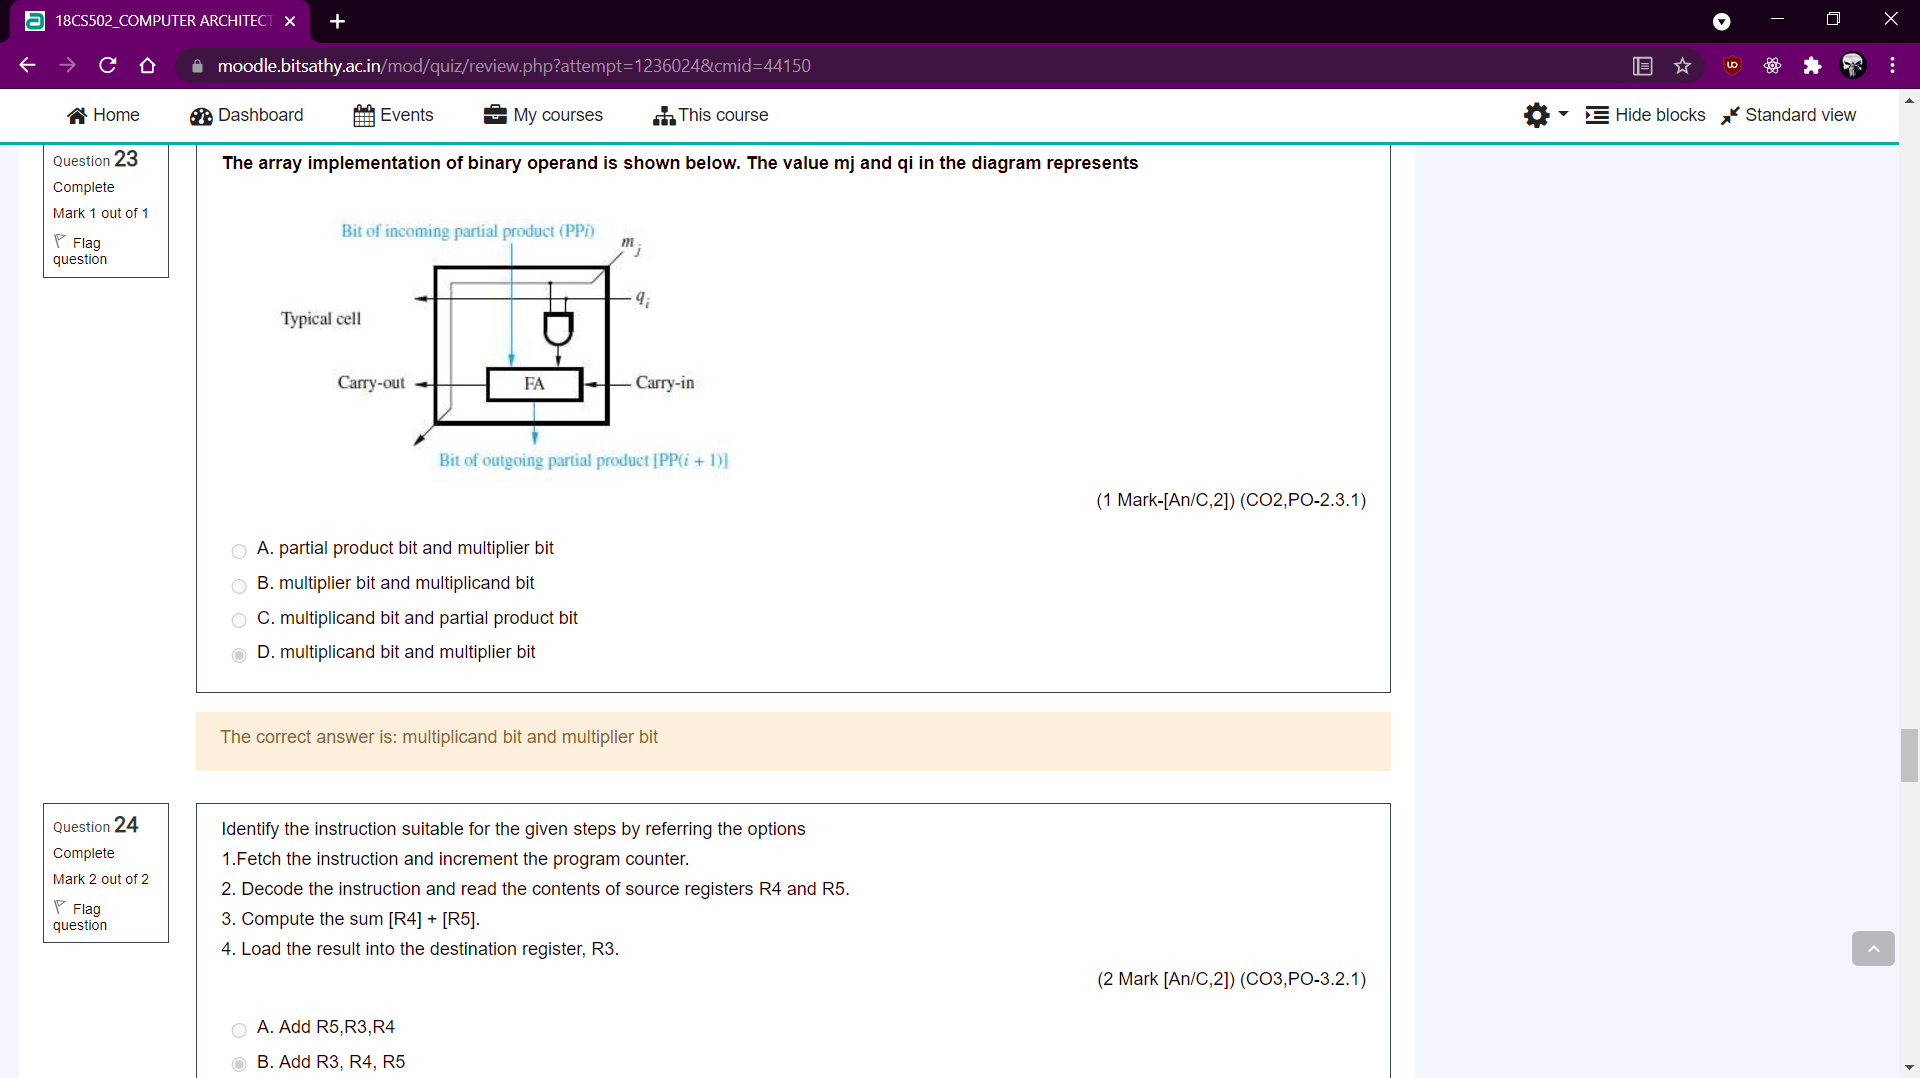 18CS502_COMPUTER ARCHITECT
moodle.bitsathy.ac.in/mod/quiz/review.php?attempt=1236024&cmid=44150
Home
Dashboard
Events
My courses
This course
Hide blocks
Standard view
Question 23
Complete
Mark 1 out of 1
Flag
question
The array implementation of binary operand is shown below. The value mj and qi in the diagram represents
Bit of incoming partial product (PPi)
mj
qi
Typical cell
Carry-out
FA
Carry-in
Bit of outgoing partial product [PP(i + 1)]
(1 Mark-[An/C,2]) (CO2,PO-2.3.1)
A. partial product bit and multiplier bit
B. multiplier bit and multiplicand bit
C. multiplicand bit and partial product bit
D. multiplicand bit and multiplier bit
The correct answer is: multiplicand bit and multiplier bit
Question 24
Complete
Mark 2 out of 2
Flag
question
Identify the instruction suitable for the given steps by referring the options
1.Fetch the instruction and increment the program counter.
2. Decode the instruction and read the contents of source registers R4 and R5.
3. Compute the sum [R4] + [R5].
4. Load the result into the destination register, R3.
(2 Mark [An/C,2]) (CO3,PO-3.2.1)
A. Add R5,R3,R4
B. Add R3, R4, R5